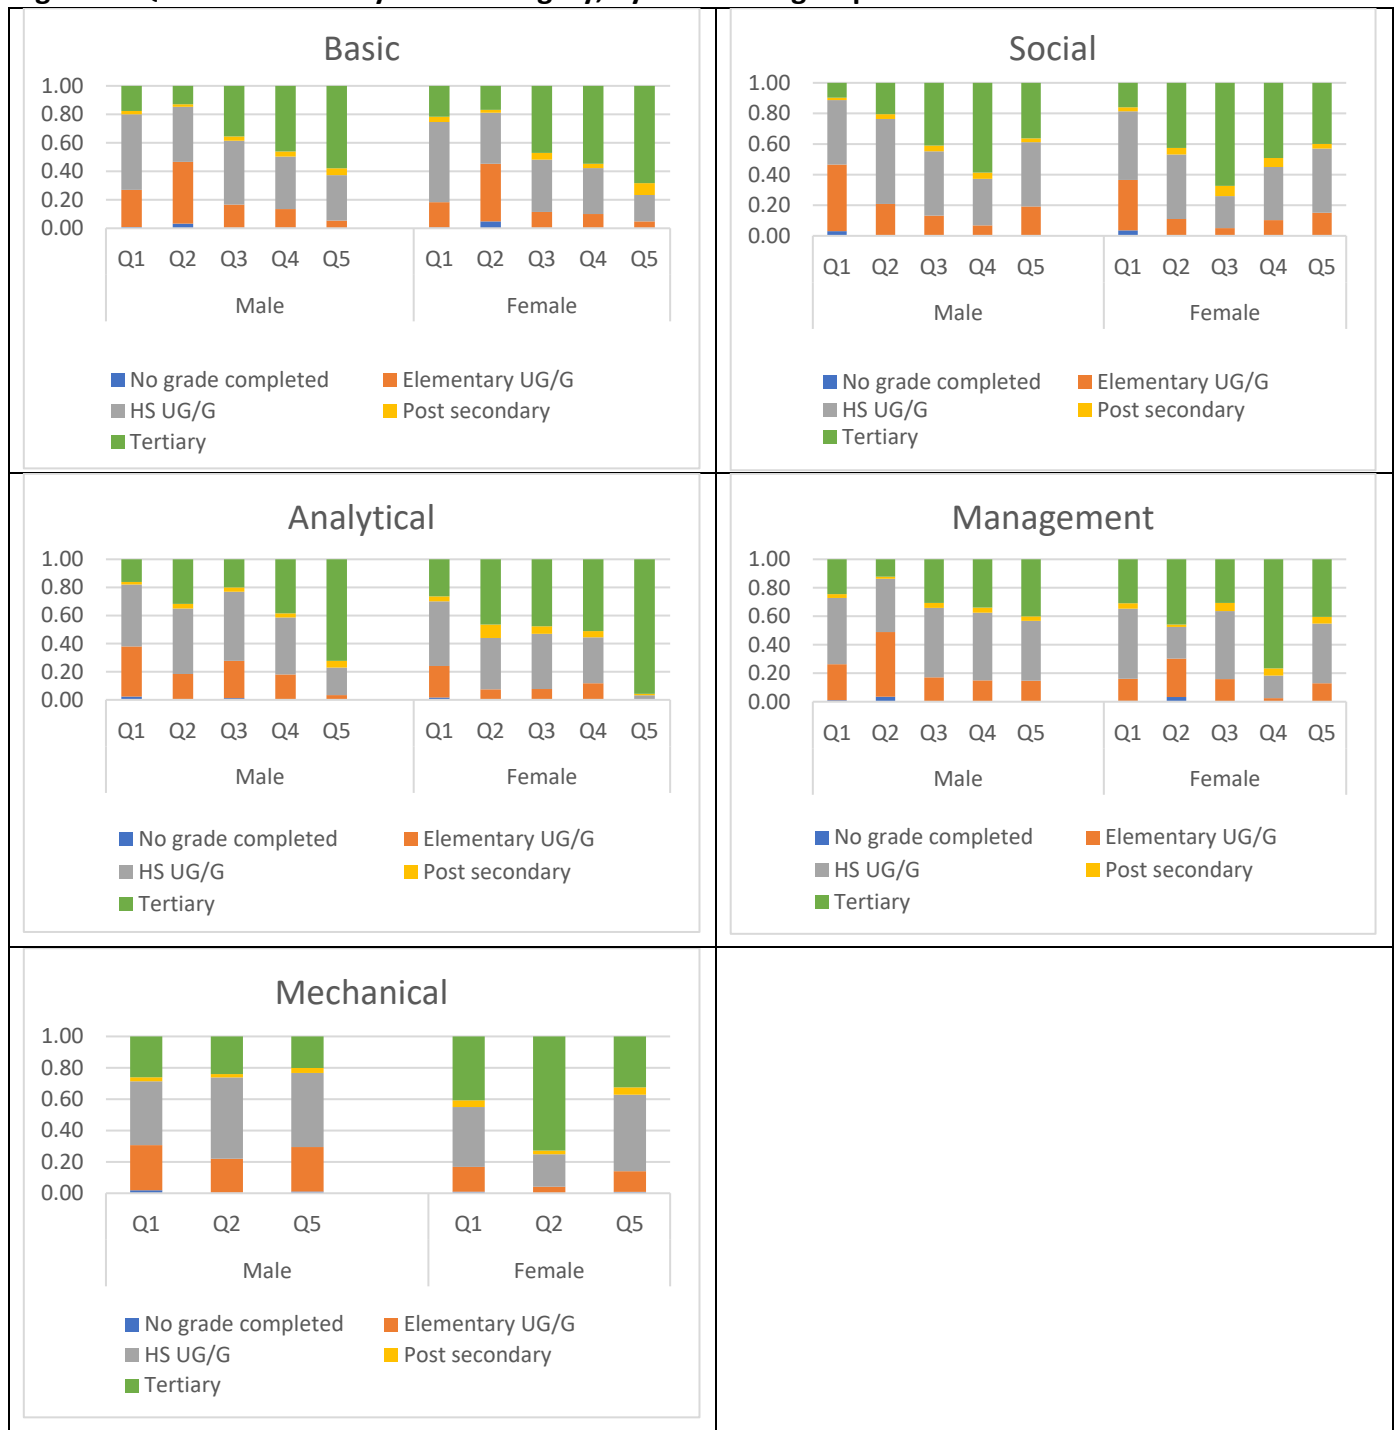 Basic
1.00
0.80
0.60
0.40
0.20
0.00
Q1 Q2 Q3 Q4 Q5 Q1 Q2 Q3 Q4 Q5
Male Female
No grade completed Elementary UG/G
HS UG/G Post secondary
Tertiary
Social
1.00
0.80
0.60
0.40
0.20
0.00
Q1 Q2 Q3 Q4 Q5 Q1 Q2 Q3 Q4 Q5
Male Female
No grade completed Elementary UG/G
HS UG/G Post secondary
Tertiary
Analytical
1.00
0.80
0.60
0.40
0.20
0.00
Q1 Q2 Q3 Q4 Q5 Q1 Q2 Q3 Q4 Q5
Male Female
No grade completed Elementary UG/G
HS UG/G Post secondary
Tertiary
Management
1.00
0.80
0.60
0.40
0.20
0.00
Q1 Q2 Q3 Q4 Q5 Q1 Q2 Q3 Q4 Q5
Male Female
No grade completed Elementary UG/G
HS UG/G Post secondary
Tertiary
Mechanical
1.00
0.80
0.60
0.40
0.20
0.00
Q1 Q2 Q5 Q1 Q2 Q5
Male Female
No grade completed Elementary UG/G
HS UG/G Post secondary
Tertiary